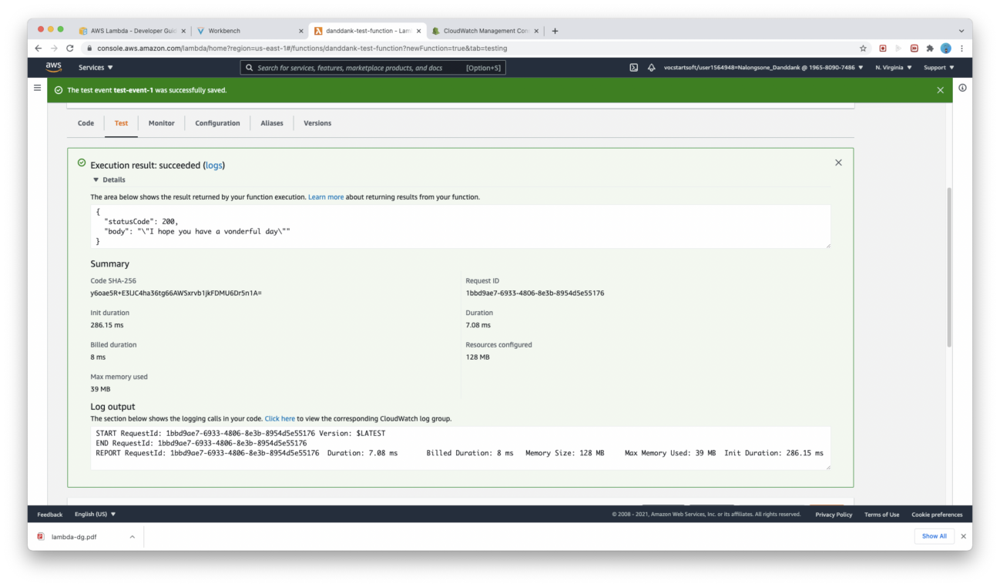 AWS Lambda - Developer Guid
Workbench
danddank-test-function - Lam
CloudWatch Management Con
console.aws.amazon.com/lambda/home?region=us-east-1#/functions/danddank-test-function?newFunction=true&tab=testing
aws
Services
Search for services, features, marketplace products, and docs [Option+S]
vocstartsoft/user1564948=Nalongsone_Danddank @ 1965-8090-7486
N. Virginia
Support
The test event test-event-1 was successfully saved.
Code Test Monitor Configuration Aliases Versions
Execution result: succeeded (logs)
Details
The area below shows the result returned by your function execution. Learn more about returning results from your function.
{
"statusCode": 200,
"body": "\"I hope you have a vonderful day\""
}
Summary
Code SHA-256
y6oae5R+E3lJC4ha36tg66AWSxrvb1jkFDMU6Dr5n1A=
Request ID
1bbd9ae7-6933-4806-8e3b-8954d5e55176
Init duration
286.15 ms
Duration
7.08 ms
Billed duration
8 ms
Resources configured
128 MB
Max memory used
39 MB
Log output
The section below shows the logging calls in your code. Click here to view the corresponding CloudWatch log group.
START RequestId: 1bbd9ae7-6933-4806-8e3b-8954d5e55176 Version: $LATEST
END RequestId: 1bbd9ae7-6933-4806-8e3b-8954d5e55176
REPORT RequestId: 1bbd9ae7-6933-4806-8e3b-8954d5e55176 Duration: 7.08 ms Billed Duration: 8 ms Memory Size: 128 MB Max Memory Used: 39 MB Init Duration: 286.15 ms
Feedback English (US)
© 2008 - 2021, Amazon Web Services, Inc. or its affiliates. All rights reserved. Privacy Policy Terms of Use Cookie preferences
lambda-dg.pdf
Show All